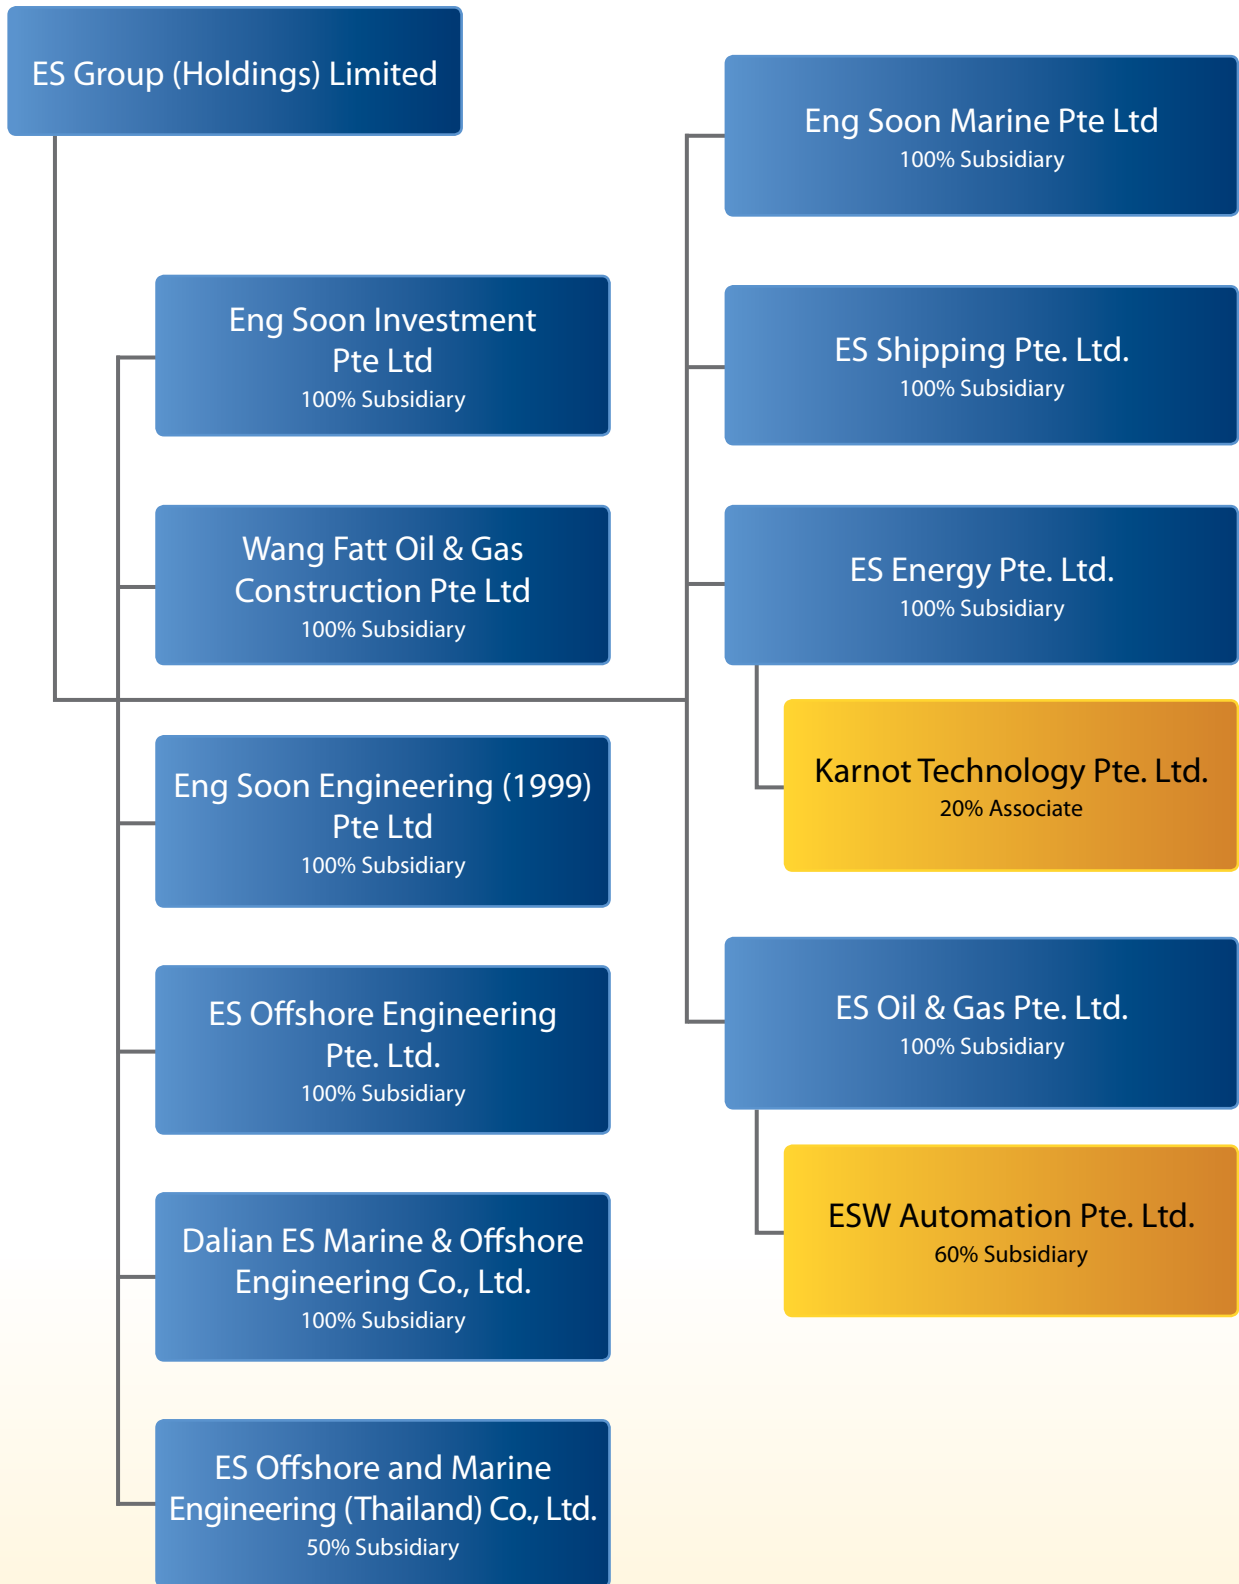 ES Group (Holdings) Limited
Eng Soon Investment
Pte Ltd
100% Subsidiary
Wang Fatt Oil & Gas
Construction Pte Ltd
100% Subsidiary
Eng Soon Engineering (1999)
Pte Ltd
100% Subsidiary
ES Offshore Engineering
Pte. Ltd.
100% Subsidiary
Dalian ES Marine & Offshore
Engineering Co., Ltd.
100% Subsidiary
ES Offshore and Marine
Engineering (Thailand) Co., Ltd.
50% Subsidiary
Eng Soon Marine Pte Ltd
100% Subsidiary
ES Shipping Pte. Ltd.
100% Subsidiary
ES Energy Pte. Ltd.
100% Subsidiary
Karnot Technology Pte. Ltd.
20% Associate
ES Oil & Gas Pte. Ltd.
100% Subsidiary
ESW Automation Pte. Ltd.
60% Subsidiary